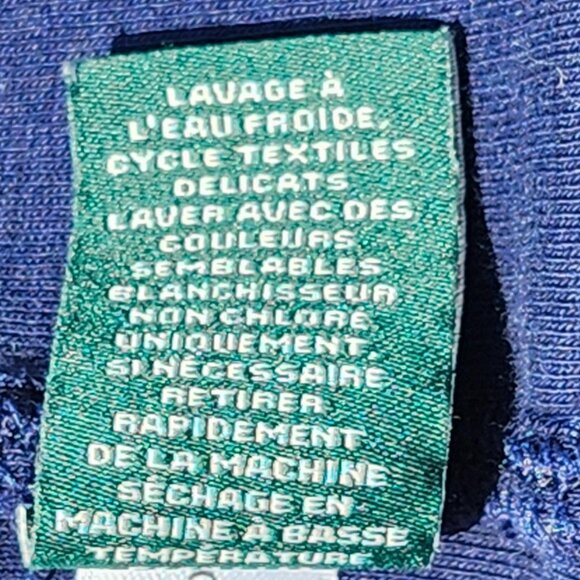 LAVAGE À
L'EAU FROIDE,
CYCLE TEXTILES
DÉLICATS
LAVER AVEC DES
COULEURS
SEMBLABLES
BLANCHISSEUR
NON CHLORÉ
UNIQUEMENT,
SI NÉCESSAIRE
RETIRER
RAPIDEMENT
DE LA MACHINE
SÉCHAGE EN
MACHINE À BASSE
TEMPÉRATURE